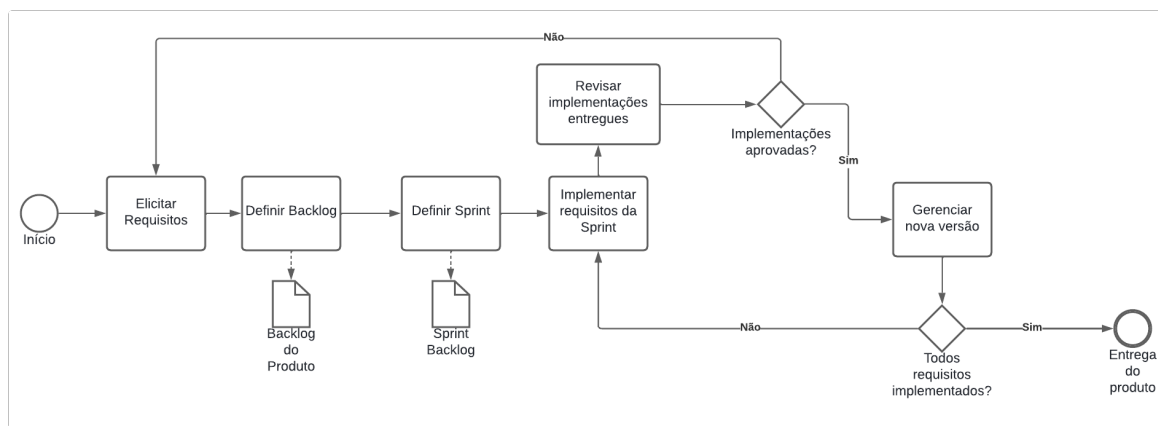 Não
Revisar
implementações
entregues
Implementações
aprovadas?
Sim
Início
Elicitar
Requisitos
Definir Backlog
Definir Sprint
Implementar
requisitos da
Sprint
Gerenciar
nova versão
Backlog
do
Produto
Sprint
Backlog
Não
Sim
Todos
requisitos
implementados?
Entrega
do
produto